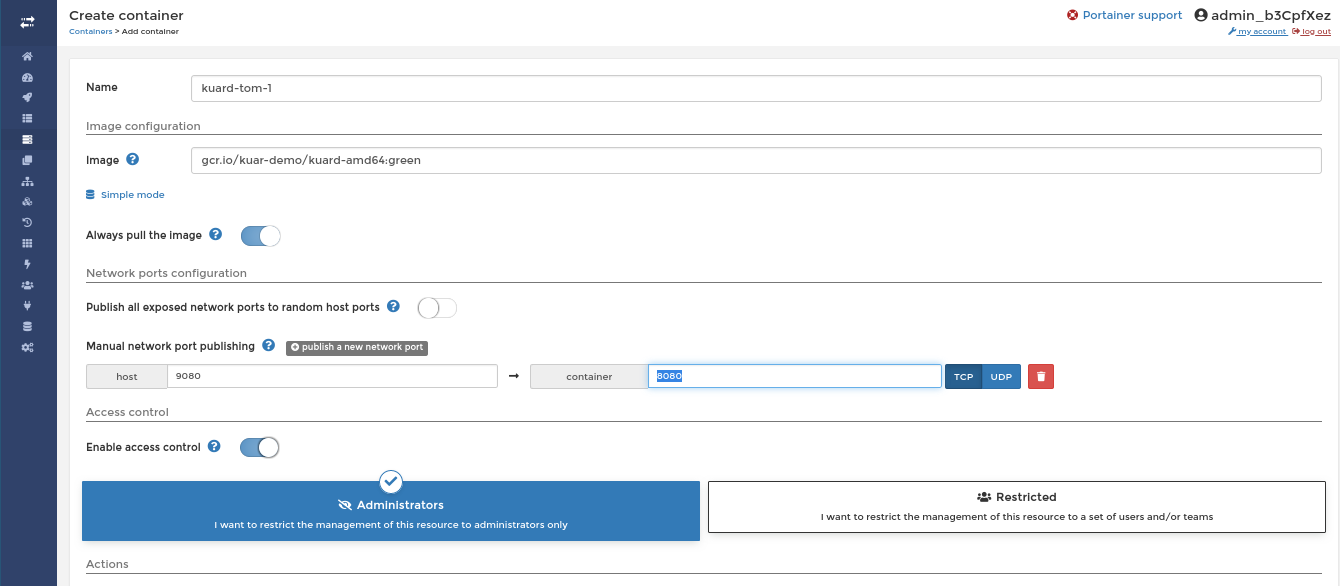 Create container
Containers > Add container
Portainer support
admin_b3CpfXez
my account log out
Name
kuard-tom-1
Image configuration
Image
gcr.io/kuar-demo/kuard-amd64:green
Simple mode
Always pull the image
Network ports configuration
Publish all exposed network ports to random host ports
Manual network port publishing
publish a new network port
host 9080 → container 8080 TCP UDP
Access control
Enable access control
Administrators
I want to restrict the management of this resource to administrators only
Restricted
I want to restrict the management of this resource to a set of users and/or teams
Actions